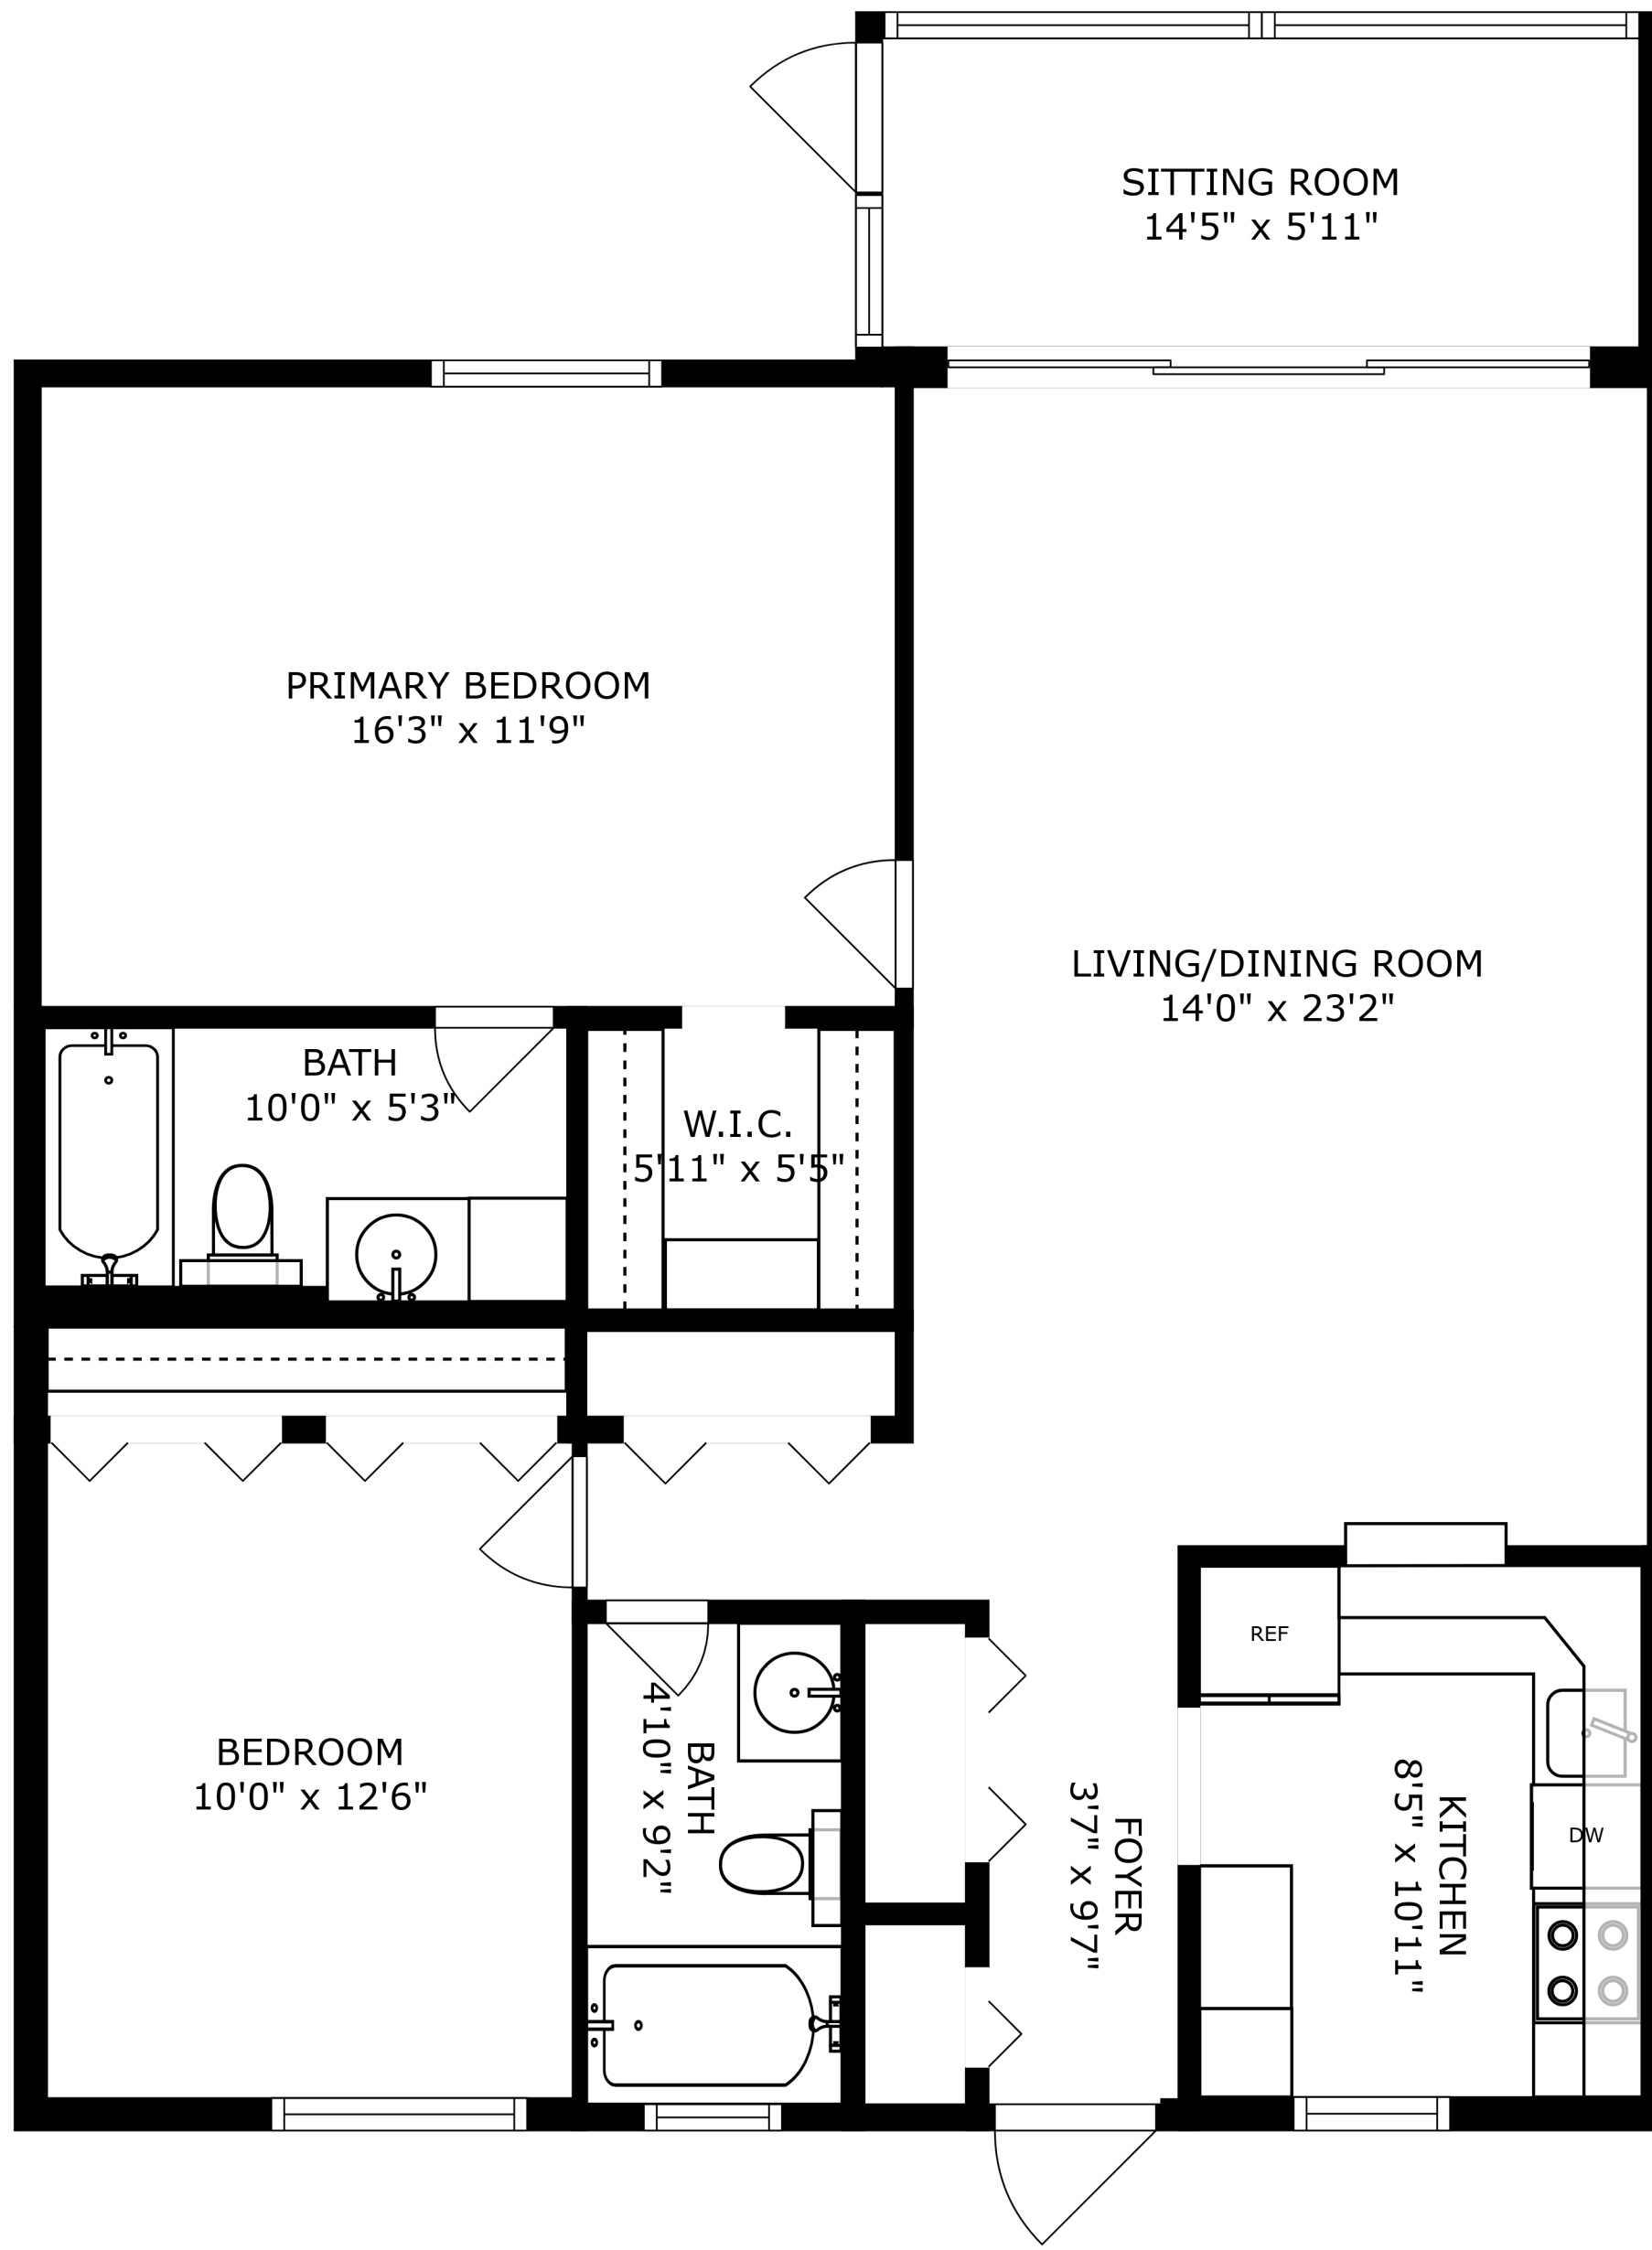 SITTING ROOM
14'5" x 5'11"
PRIMARY BEDROOM
16'3" x 11'9"
LIVING/DINING ROOM
14'0" x 23'2"
BATH
10'0" x 5'3"
W.I.C.
5'11" x 5'5"
REF
BEDROOM
10'0" x 12'6"
BATH
4'10" x 9'2"
FOYER
3'7" x 9'7"
KITCHEN
8'5" x 10'11"
DW